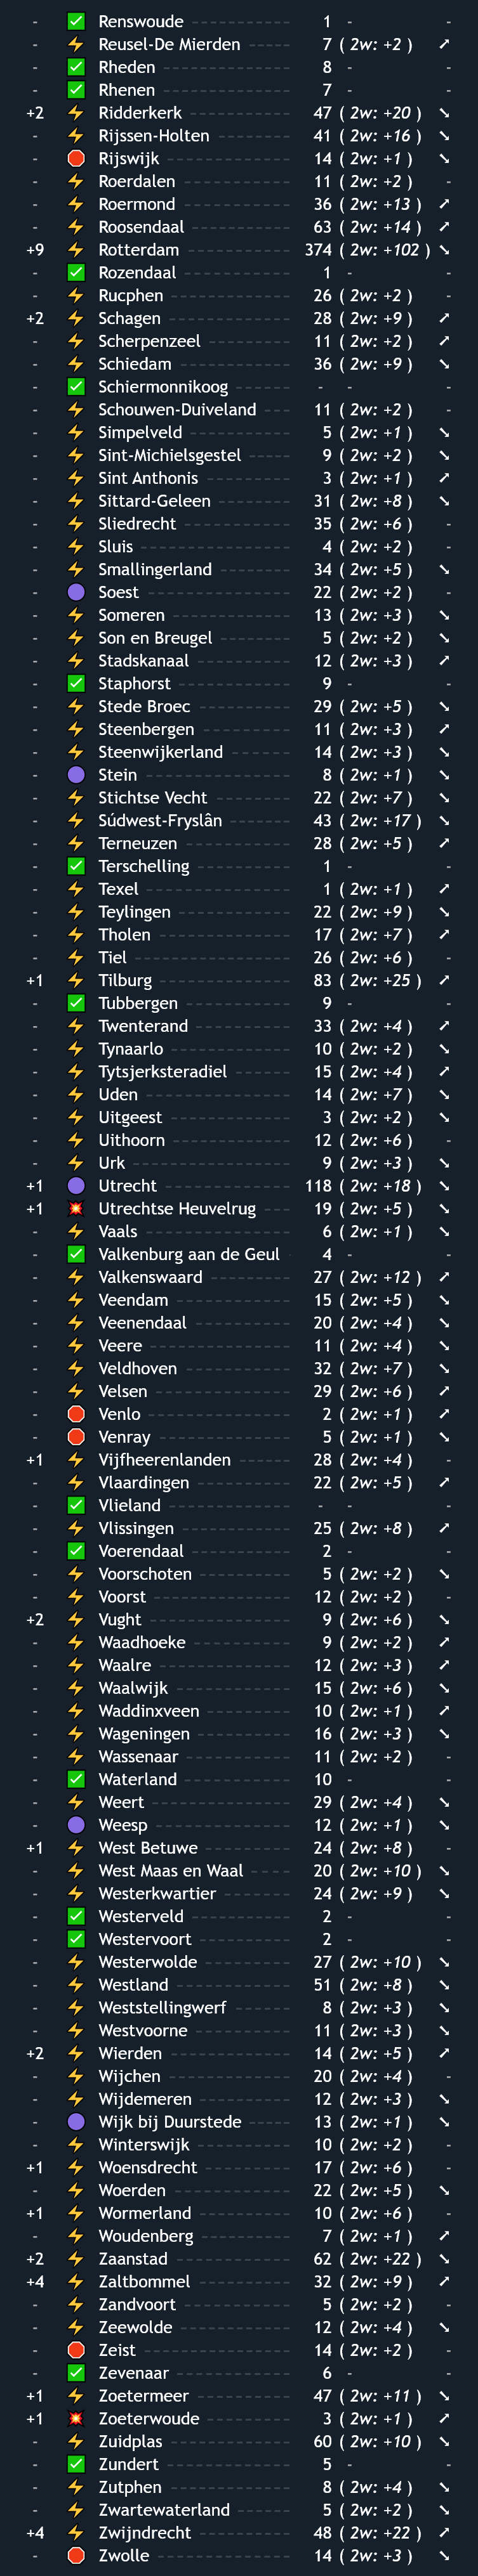 - ✅ Renswoude 1 - -
- ⚡ Reusel-De Mierden 7 ( 2w: +2 ) ↗
- ✅ Rheden 8 - -
- ✅ Rhenen 7 - -
+2 ⚡ Ridderkerk 47 ( 2w: +20 ) ↘
- ⚡ Rijssen-Holten 41 ( 2w: +16 ) ↘
- 🛑 Rijswijk 14 ( 2w: +1 ) ↘
- ⚡ Roerdalen 11 ( 2w: +2 ) -
- ⚡ Roermond 36 ( 2w: +13 ) ↗
- ⚡ Roosendaal 63 ( 2w: +14 ) ↗
+9 ⚡ Rotterdam 374 ( 2w: +102 ) ↘
- ✅ Rozendaal 1 - -
- ⚡ Rucphen 26 ( 2w: +2 ) -
+2 ⚡ Schagen 28 ( 2w: +9 ) ↗
- ⚡ Scherpenzeel 11 ( 2w: +2 ) ↗
- ⚡ Schiedam 36 ( 2w: +9 ) ↘
- ✅ Schiermonnikoog - - -
- ⚡ Schouwen-Duiveland 11 ( 2w: +2 ) -
- ⚡ Simpelveld 5 ( 2w: +1 ) ↘
- ⚡ Sint-Michielsgestel 9 ( 2w: +2 ) ↘
- ⚡ Sint Anthonis 3 ( 2w: +1 ) ↗
- ⚡ Sittard-Geleen 31 ( 2w: +8 ) ↘
- ⚡ Sliedrecht 35 ( 2w: +6 ) -
- ⚡ Sluis 4 ( 2w: +2 ) -
- ⚡ Smallingerland 34 ( 2w: +5 ) ↘
- 🟣 Soest 22 ( 2w: +2 ) -
- ⚡ Someren 13 ( 2w: +3 ) ↘
- ⚡ Son en Breugel 5 ( 2w: +2 ) ↘
- ⚡ Stadskanaal 12 ( 2w: +3 ) ↗
- ✅ Staphorst 9 - -
- ⚡ Stede Broec 29 ( 2w: +5 ) ↘
- ⚡ Steenbergen 11 ( 2w: +3 ) ↗
- ⚡ Steenwijkerland 14 ( 2w: +3 ) ↘
- 🟣 Stein 8 ( 2w: +1 ) ↘
- ⚡ Stichtse Vecht 22 ( 2w: +7 ) ↘
- ⚡ Súdwest-Fryslân 43 ( 2w: +17 ) ↘
- ⚡ Terneuzen 28 ( 2w: +5 ) ↗
- ✅ Terschelling 1 - -
- ⚡ Texel 1 ( 2w: +1 ) ↗
- ⚡ Teylingen 22 ( 2w: +9 ) ↘
- ⚡ Tholen 17 ( 2w: +7 ) ↗
- ⚡ Tiel 26 ( 2w: +6 ) -
+1 ⚡ Tilburg 83 ( 2w: +25 ) ↗
- ✅ Tubbergen 9 - -
- ⚡ Twenterand 33 ( 2w: +4 ) ↗
- ⚡ Tynaarlo 10 ( 2w: +2 ) ↘
- ⚡ Tytsjerksteradiel 15 ( 2w: +4 ) ↗
- ⚡ Uden 14 ( 2w: +7 ) ↘
- ⚡ Uitgeest 3 ( 2w: +2 ) ↘
- ⚡ Uithoorn 12 ( 2w: +6 ) -
- ⚡ Urk 9 ( 2w: +3 ) ↘
+1 🟣 Utrecht 118 ( 2w: +18 ) ↘
+1 💥 Utrechtse Heuvelrug 19 ( 2w: +5 ) ↘
- ⚡ Vaals 6 ( 2w: +1 ) ↘
- ✅ Valkenburg aan de Geul 4 - -
- ⚡ Valkenswaard 27 ( 2w: +12 ) ↗
- ⚡ Veendam 15 ( 2w: +5 ) ↘
- ⚡ Veenendaal 20 ( 2w: +4 ) ↘
- ⚡ Veere 11 ( 2w: +4 ) ↘
- ⚡ Veldhoven 32 ( 2w: +7 ) ↘
- ⚡ Velsen 29 ( 2w: +6 ) ↗
- 🛑 Venlo 2 ( 2w: +1 ) ↗
- 🛑 Venray 5 ( 2w: +1 ) ↘
+1 ⚡ Vijfheerenlanden 28 ( 2w: +4 ) -
- ⚡ Vlaardingen 22 ( 2w: +5 ) ↗
- ✅ Vlieland - - -
- ⚡ Vlissingen 25 ( 2w: +8 ) ↗
- ✅ Voerendaal 2 - -
- ⚡ Voorschoten 5 ( 2w: +2 ) ↘
- ⚡ Voorst 12 ( 2w: +2 ) -
+2 ⚡ Vught 9 ( 2w: +6 ) ↘
- ⚡ Waadhoeke 9 ( 2w: +2 ) ↗
- ⚡ Waalre 12 ( 2w: +3 ) ↗
- ⚡ Waalwijk 15 ( 2w: +6 ) ↘
- ⚡ Waddinxveen 10 ( 2w: +1 ) ↗
- ⚡ Wageningen 16 ( 2w: +3 ) ↘
- ⚡ Wassenaar 11 ( 2w: +2 ) -
- ✅ Waterland 10 - -
- ⚡ Weert 29 ( 2w: +4 ) ↘
- 🟣 Weesp 12 ( 2w: +1 ) ↘
+1 ⚡ West Betuwe 24 ( 2w: +8 ) -
- ⚡ West Maas en Waal 20 ( 2w: +10 ) ↘
- ⚡ Westerkwartier 24 ( 2w: +9 ) ↘
- ✅ Westerveld 2 - -
- ✅ Westervoort 2 - -
- ⚡ Westerwolde 27 ( 2w: +10 ) ↘
- ⚡ Westland 51 ( 2w: +8 ) ↘
- ⚡ Weststellingwerf 8 ( 2w: +3 ) ↘
- ⚡ Westvoorne 11 ( 2w: +3 ) ↘
+2 ⚡ Wierden 14 ( 2w: +5 ) ↗
- ⚡ Wijchen 20 ( 2w: +4 ) -
- ⚡ Wijdemeren 12 ( 2w: +3 ) ↘
- 🟣 Wijk bij Duurstede 13 ( 2w: +1 ) ↘
- ⚡ Winterswijk 10 ( 2w: +2 ) -
+1 ⚡ Woensdrecht 17 ( 2w: +6 ) -
- ⚡ Woerden 22 ( 2w: +5 ) ↘
+1 ⚡ Wormerland 10 ( 2w: +6 ) -
- ⚡ Woudenberg 7 ( 2w: +1 ) ↗
+2 ⚡ Zaanstad 62 ( 2w: +22 ) ↘
+4 ⚡ Zaltbommel 32 ( 2w: +9 ) ↗
- ⚡ Zandvoort 5 ( 2w: +2 ) -
- ⚡ Zeewolde 12 ( 2w: +4 ) ↘
- 🛑 Zeist 14 ( 2w: +2 ) -
- ✅ Zevenaar 6 - -
+1 ⚡ Zoetermeer 47 ( 2w: +11 ) ↘
+1 💥 Zoeterwoude 3 ( 2w: +1 ) ↗
- ⚡ Zuidplas 60 ( 2w: +10 ) ↘
- ✅ Zundert 5 - -
- ⚡ Zutphen 8 ( 2w: +4 ) ↘
- ⚡ Zwartewaterland 5 ( 2w: +2 ) ↘
+4 ⚡ Zwijndrecht 48 ( 2w: +22 ) ↗
- 🛑 Zwolle 14 ( 2w: +3 ) ↘